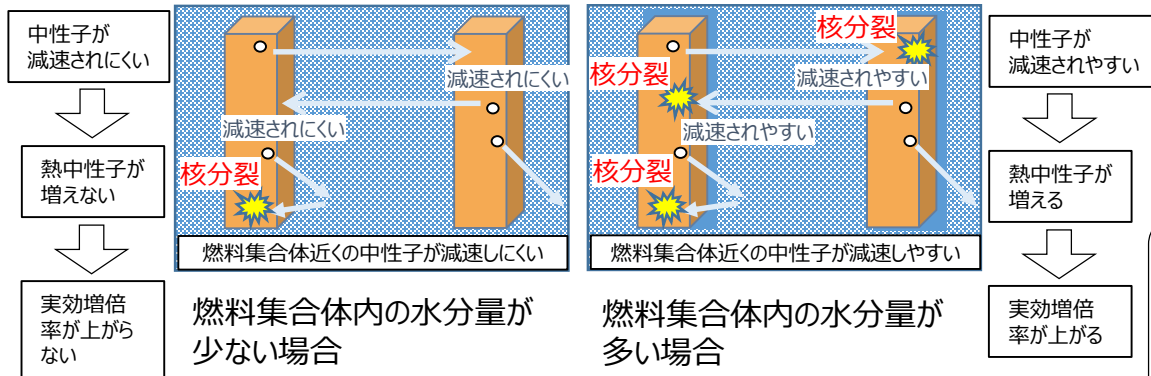 中性子が
減速されにくい
熱中性子が
増えない
実効増倍
率が上がら
ない
減速されにくい
減速されにくい
核分裂
燃料集合体近くの中性子が減速しにくい
燃料集合体内の水分量が
少ない場合
核分裂
核分裂
減速されやすい
減速されやすい
核分裂
燃料集合体近くの中性子が減速しやすい
燃料集合体内の水分量が
多い場合
中性子が
減速されやすい
熱中性子が
増える
実効増倍
率が上がる